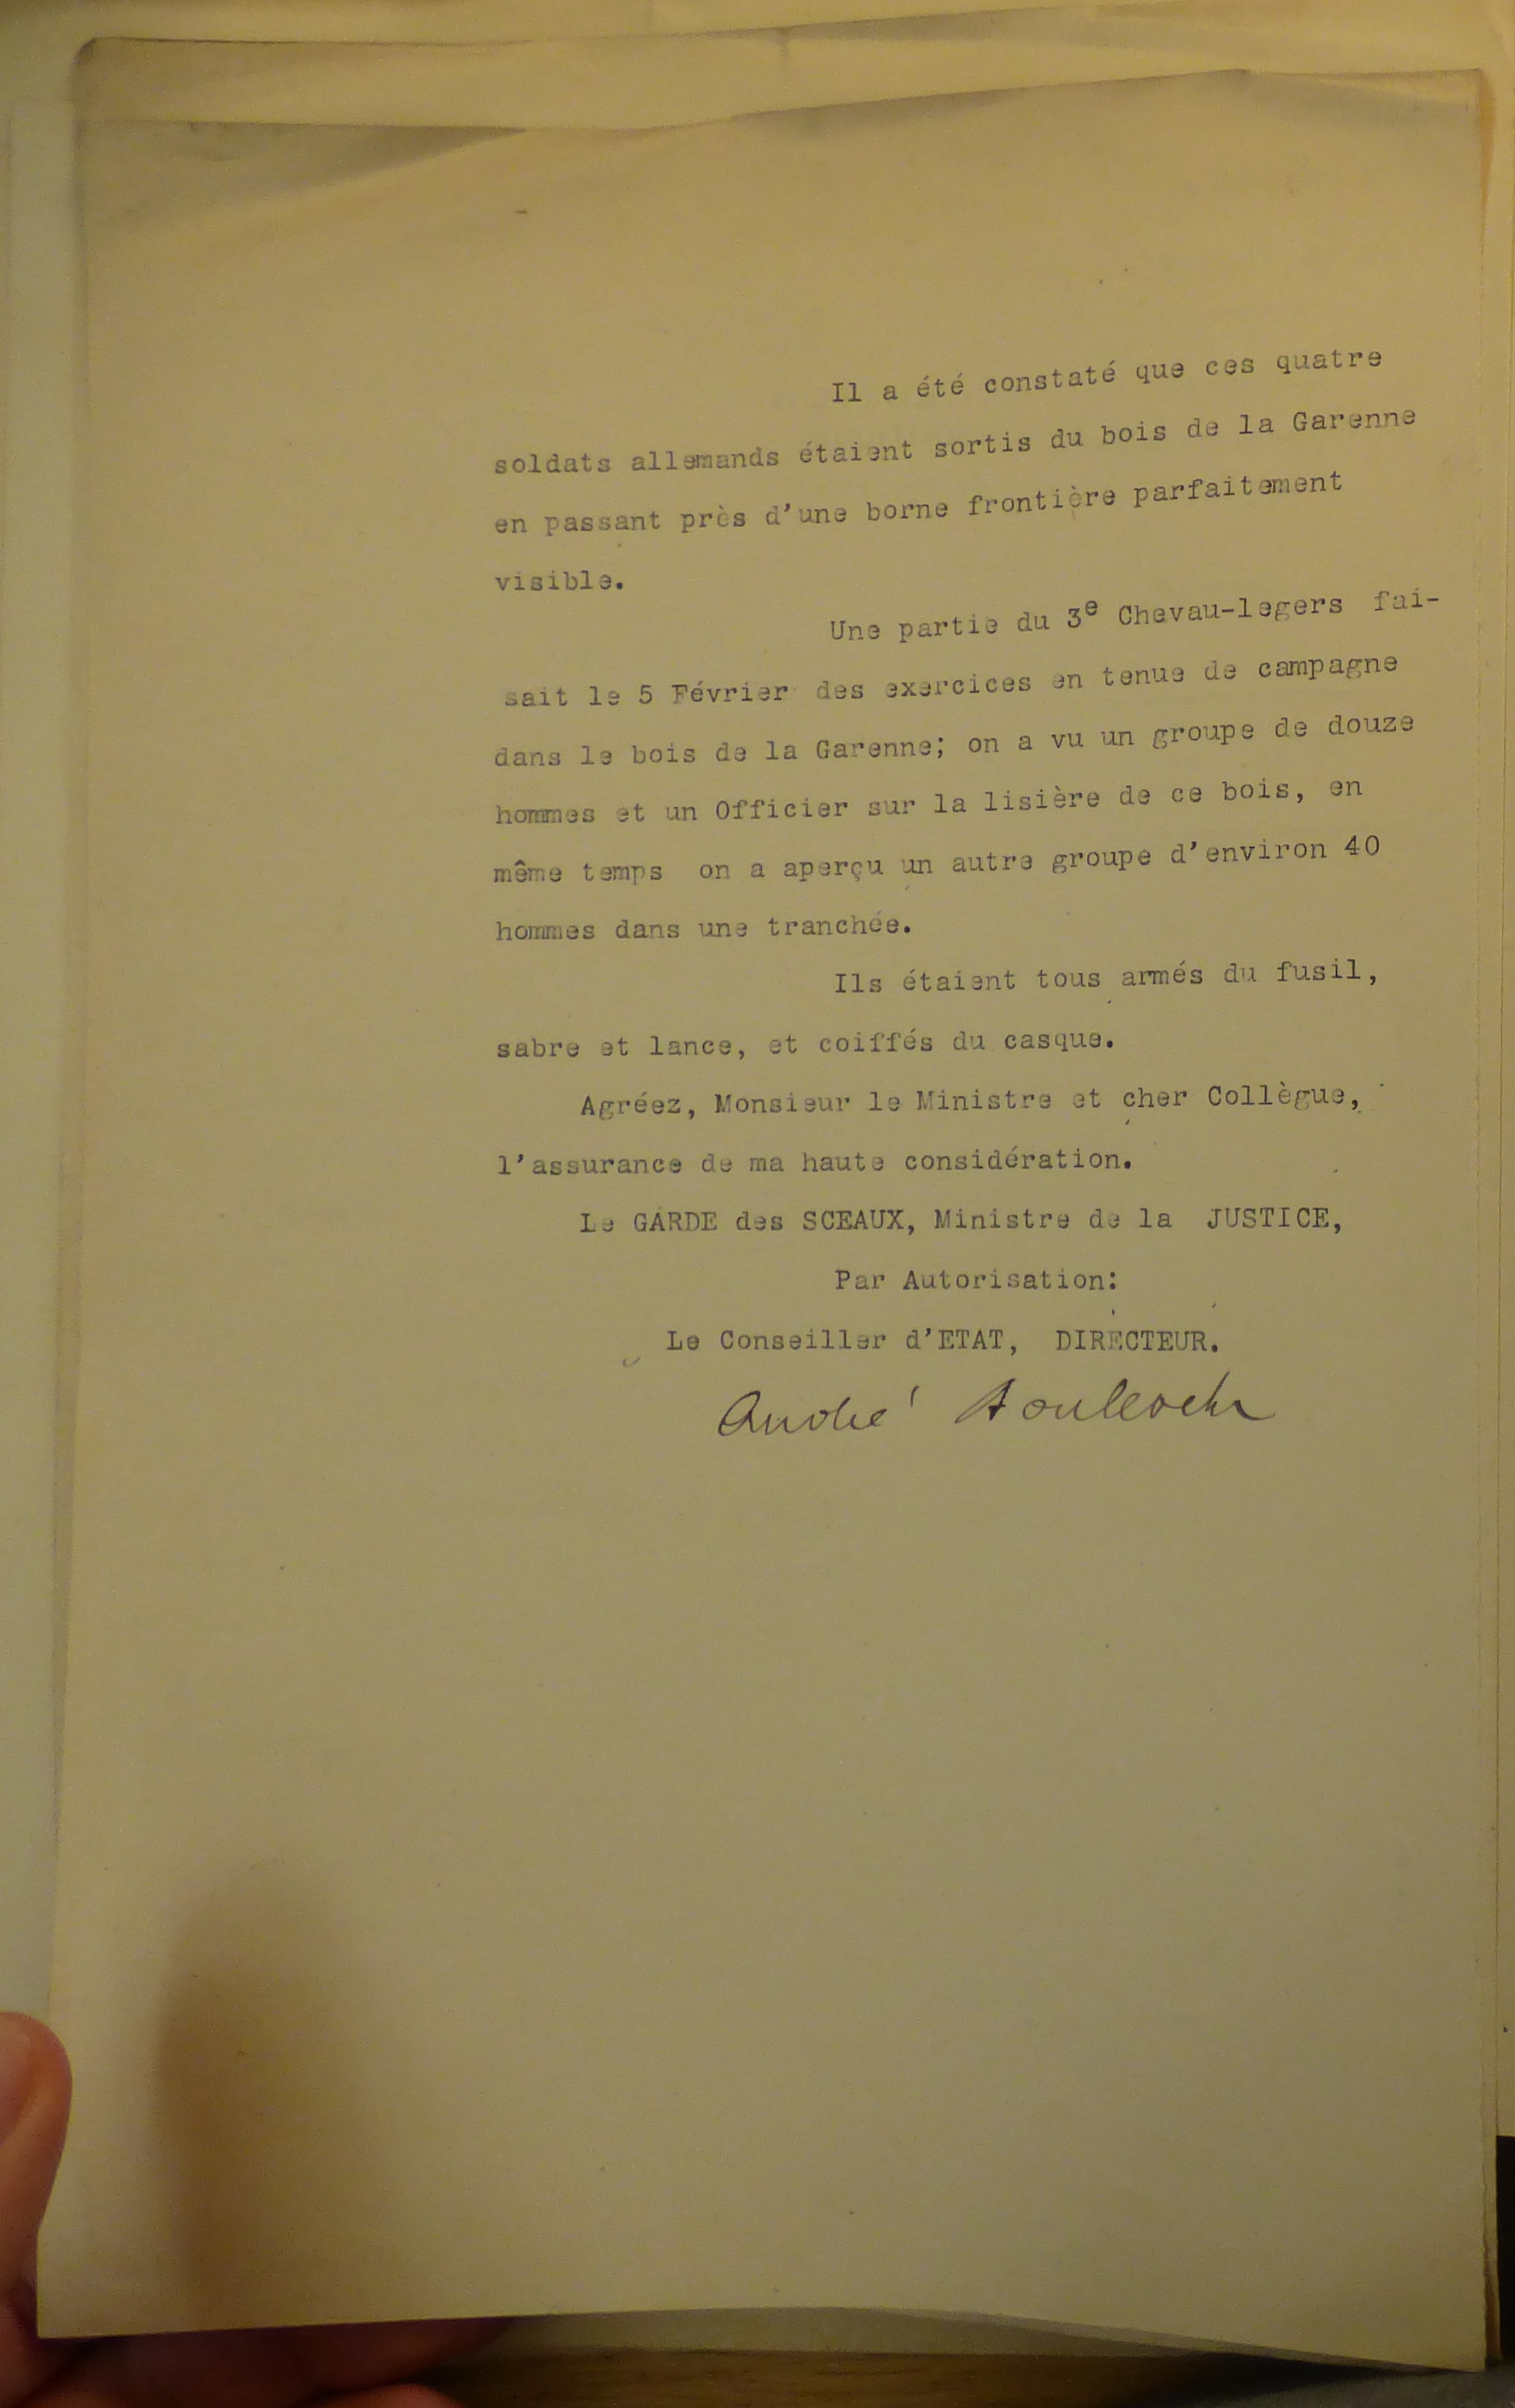 Il a été constaté que ces quatre
soldats allemands étaient sortis du bois de la Garenne
en passant près d'une borne frontière parfaitement
visible.
Une partie du 3e Chevau-legers fai-
sait le 5 Février des exercices en tenue de campagne
dans le bois de la Garenne; on a vu un groupe de douze
hommes et un Officier sur la lisière de ce bois, en
même temps on a aperçu un autre groupe d'environ 40
hommes dans une tranchée.
Ils étaient tous armés du fusil,
sabre et lance, et coiffés du casque.
Agréez, Monsieur le Ministre et cher Collègue,
l'assurance de ma haute considération.
Le GARDE des SCEAUX, Ministre de la JUSTICE,
Par Autorisation:
Le Conseiller d'ETAT, DIRECTEUR.
André